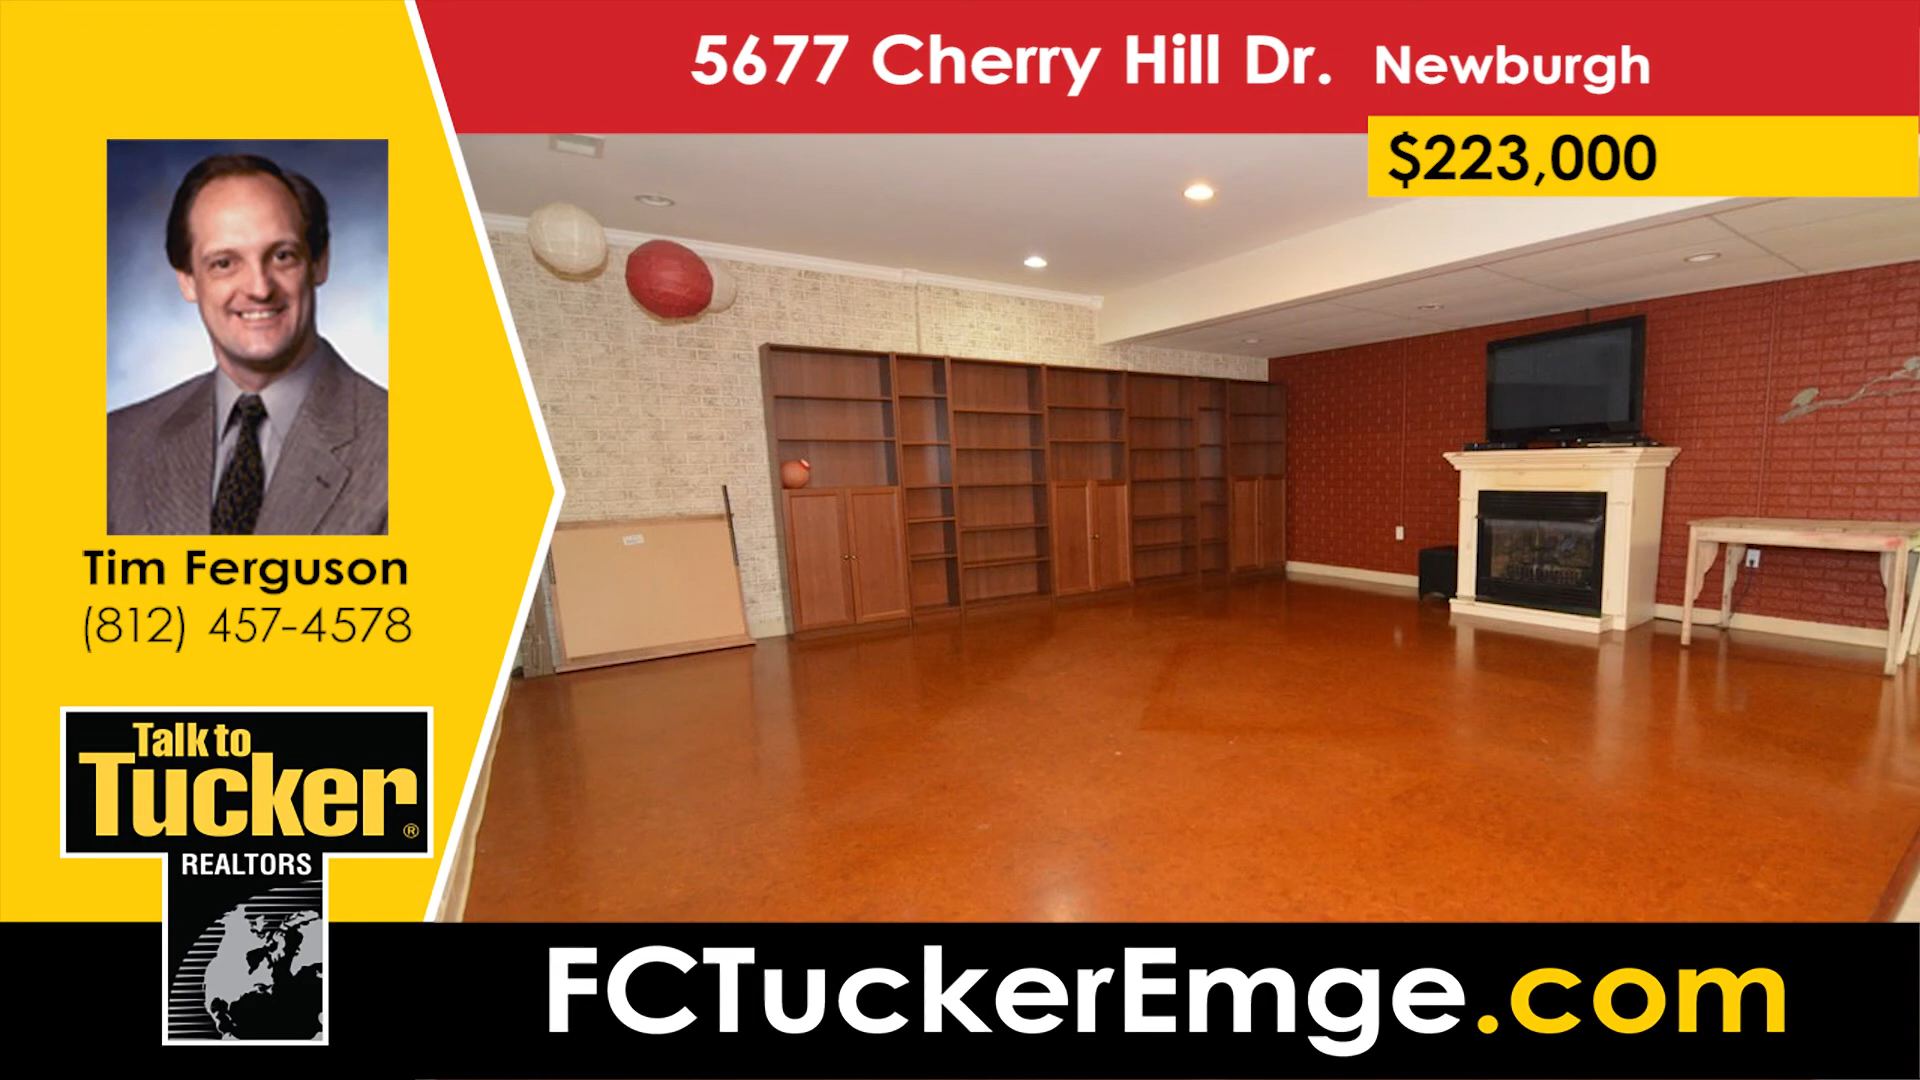 5677 Cherry Hill Dr. Newburgh
$223,000
Tim Ferguson
(812) 457-4578
Talk to
Tucker®
REALTORS
FCTuckerEmge.com